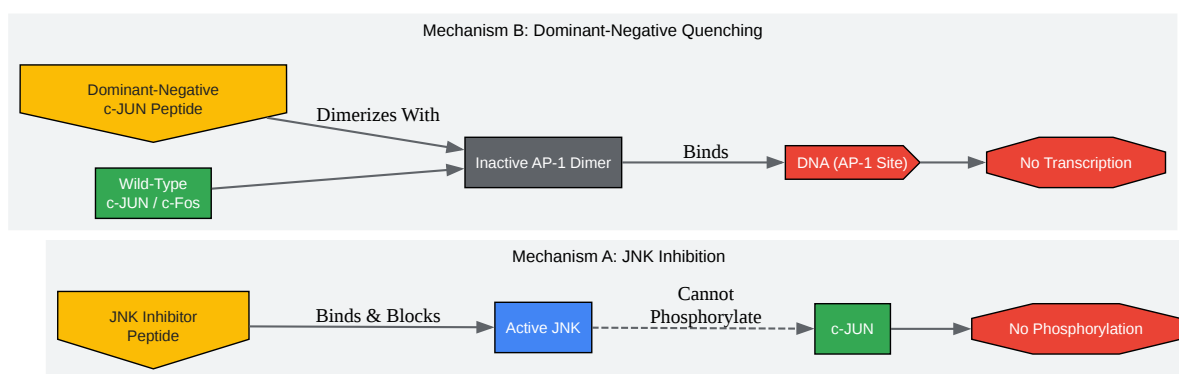 Mechanism B: Dominant-Negative Quenching
Dominant-Negative
c-JUN Peptide
Dimerizes With
Wild-Type
c-JUN / c-Fos
Inactive AP-1 Dimer
Binds
DNA (AP-1 Site)
No Transcription
Mechanism A: JNK Inhibition
JNK Inhibitor
Peptide
Binds & Blocks
Active JNK
Cannot
Phosphorylate
c-JUN
No Phosphorylation